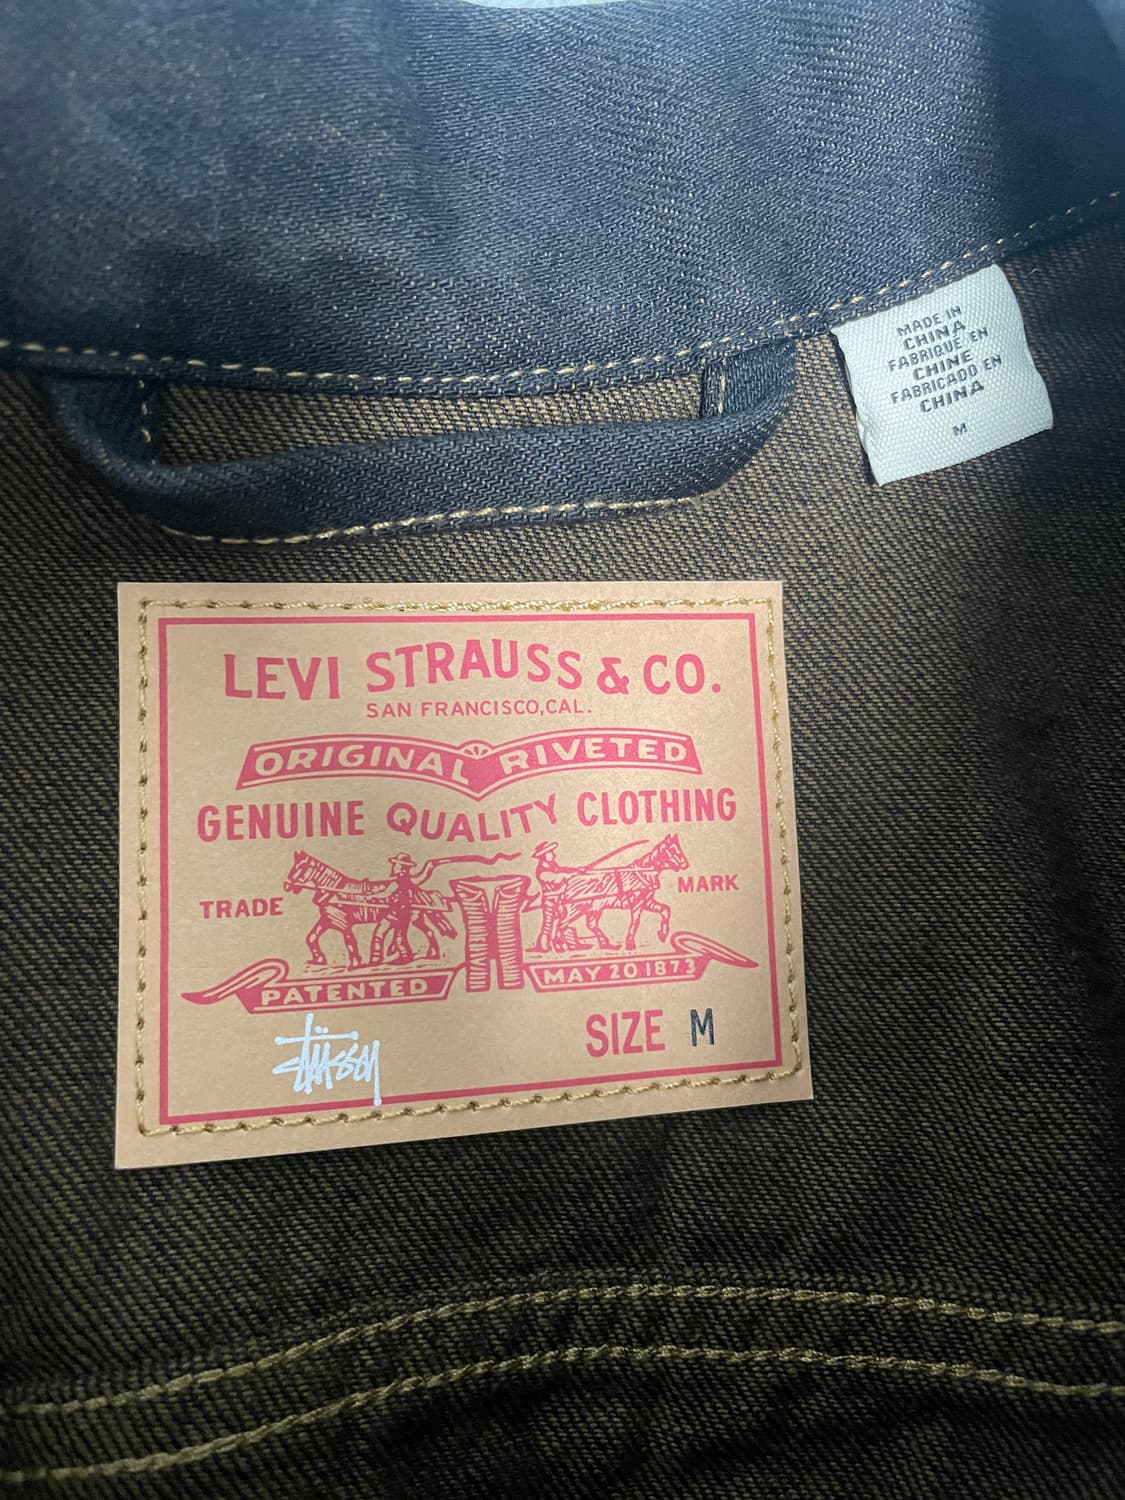 MADE IN
CHINA
FABRIQUÉ EN
CHINE
FABRICADO EN
CHINA
M
LEVI STRAUSS & CO.
SAN FRANCISCO,CAL.
ORIGINAL RIVETED
GENUINE QUALITY CLOTHING
TRADE MARK
PATENTED MAY 20 1873
Stüssy
SIZE M